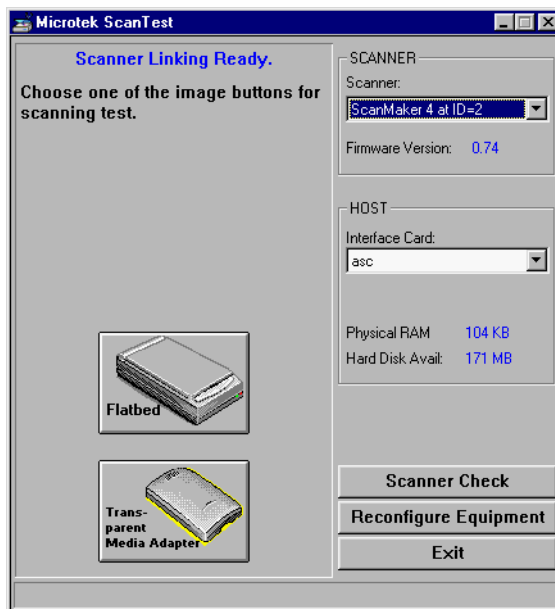 Microtek ScanTest
Scanner Linking Ready.
Choose one of the image buttons for
scanning test.
Flatbed
Trans-
parent
Media Adapter
SCANNER
Scanner:
ScanMaker 4 at ID=2
Firmware Version: 0.74
HOST
Interface Card:
asc
Physical RAM 104 KB
Hard Disk Avail: 171 MB
Scanner Check
Reconfigure Equipment
Exit